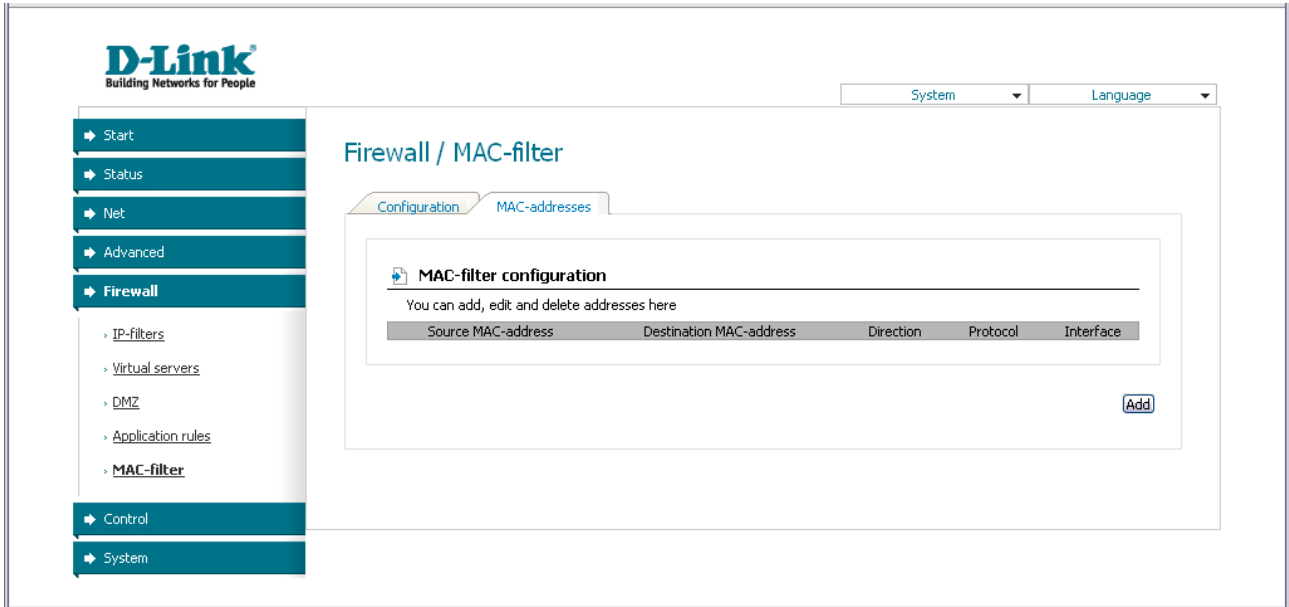 D-Link
Building Networks for People
System Language
Start
Status
Net
Advanced
Firewall
IP-filters
Virtual servers
DMZ
Application rules
MAC-filter
Control
System
Firewall / MAC-filter
Configuration MAC-addresses
MAC-filter configuration
You can add, edit and delete addresses here
Source MAC-address Destination MAC-address Direction Protocol Interface
Add